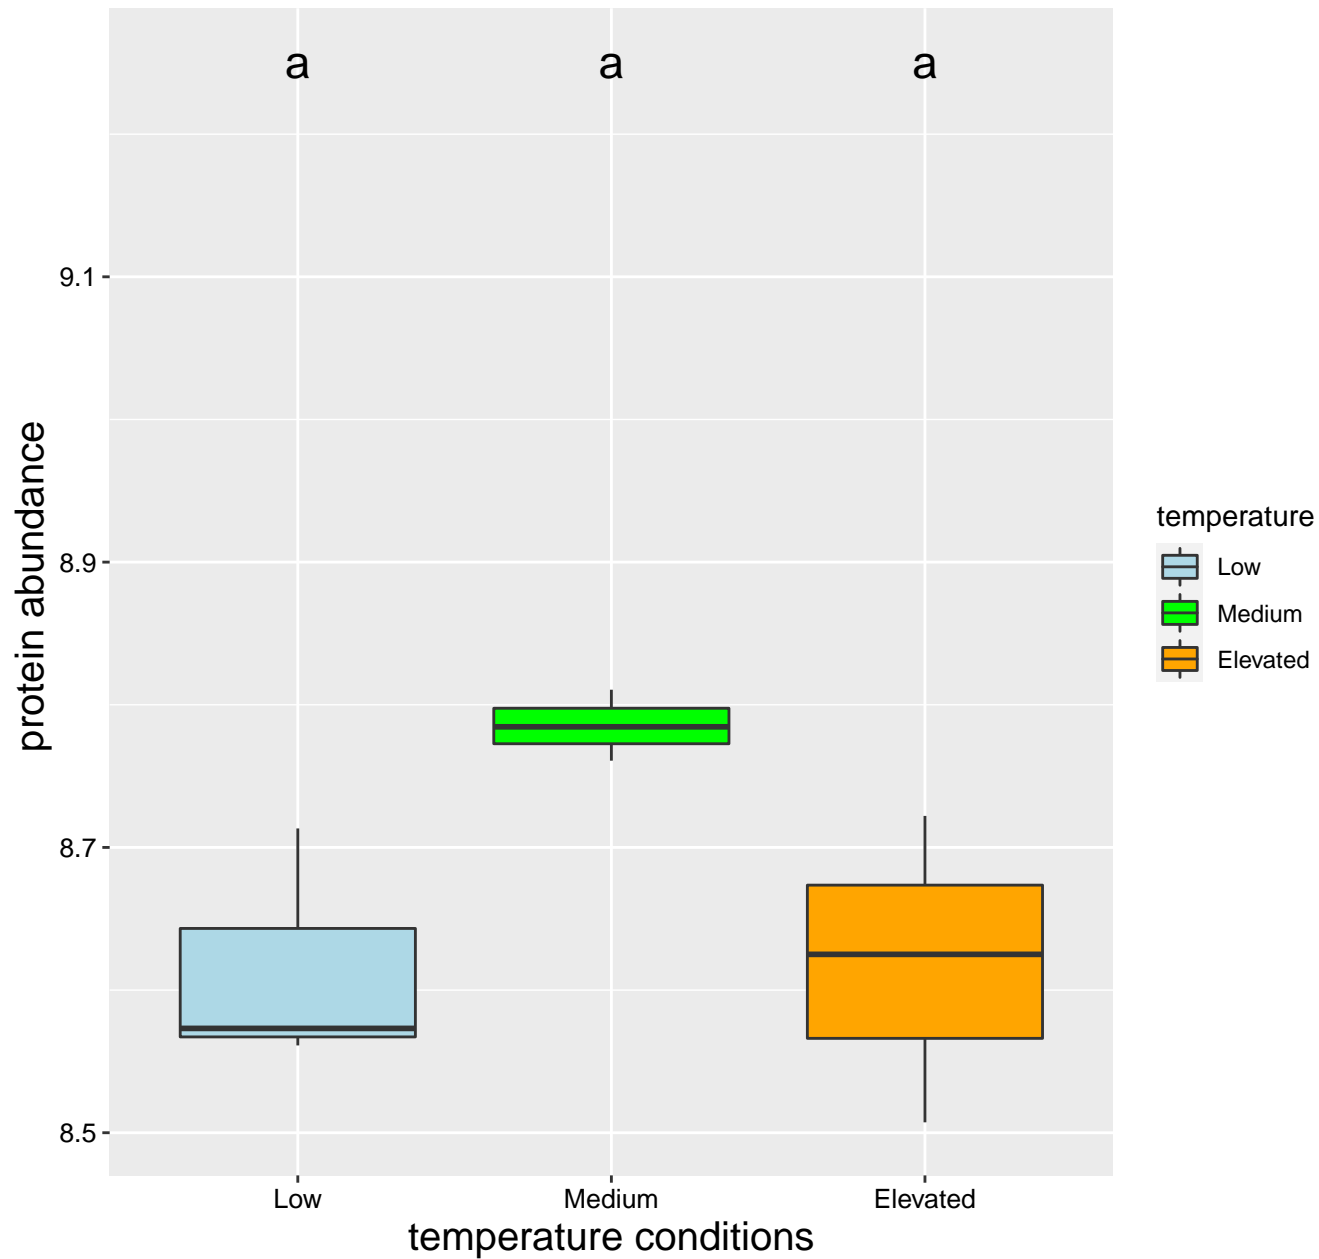 a a a
9.1
8.9
8.7
8.5
protein abundance
Low Medium Elevated
temperature conditions
temperature
Low
Medium
Elevated